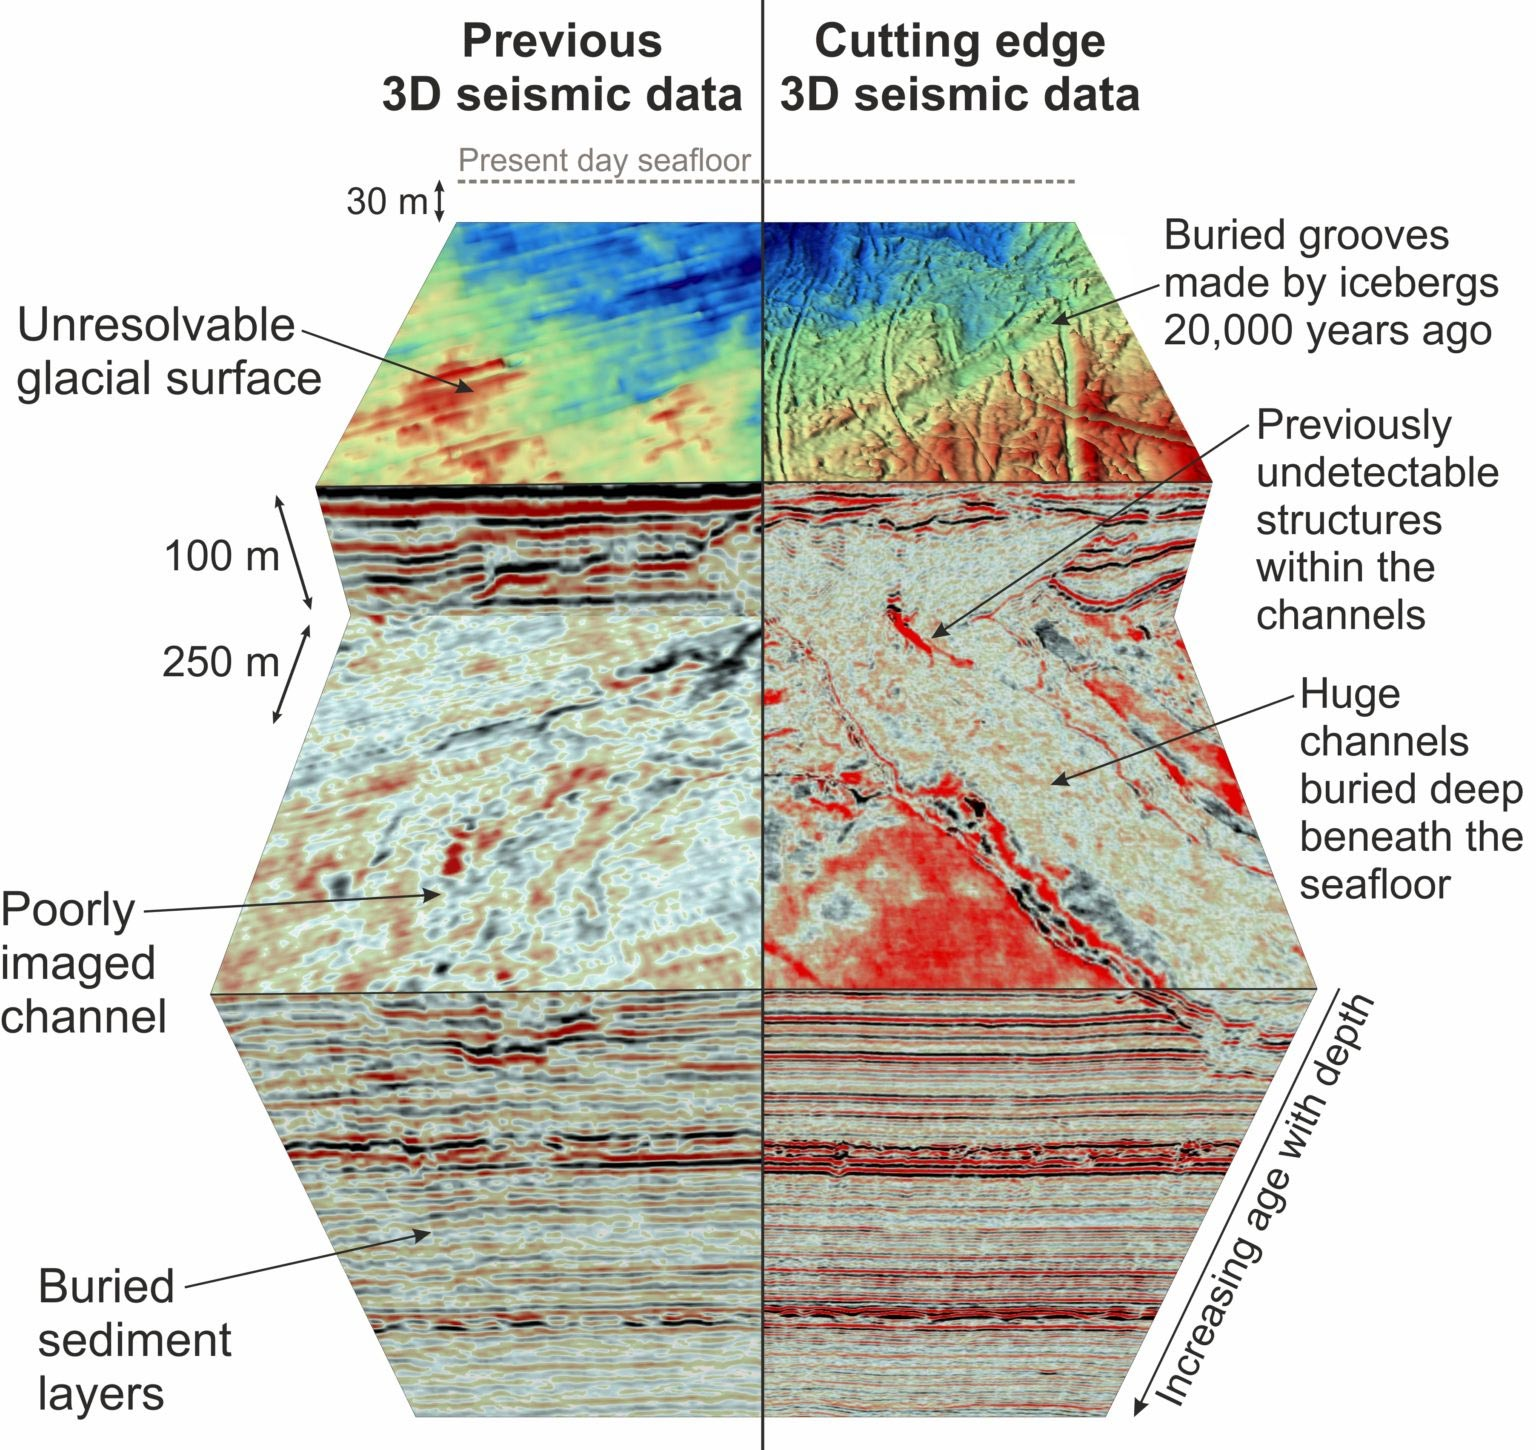 Previous
3D seismic data
Cutting edge
3D seismic data
Present day seafloor
30 m
Unresolvable
glacial surface
Buried grooves
made by icebergs
20,000 years ago
Previously
undetectable
structures
within the
channels
100 m
250 m
Huge
channels
buried deep
beneath the
seafloor
Poorly
imaged
channel
Increasing age with depth
Buried
sediment
layers